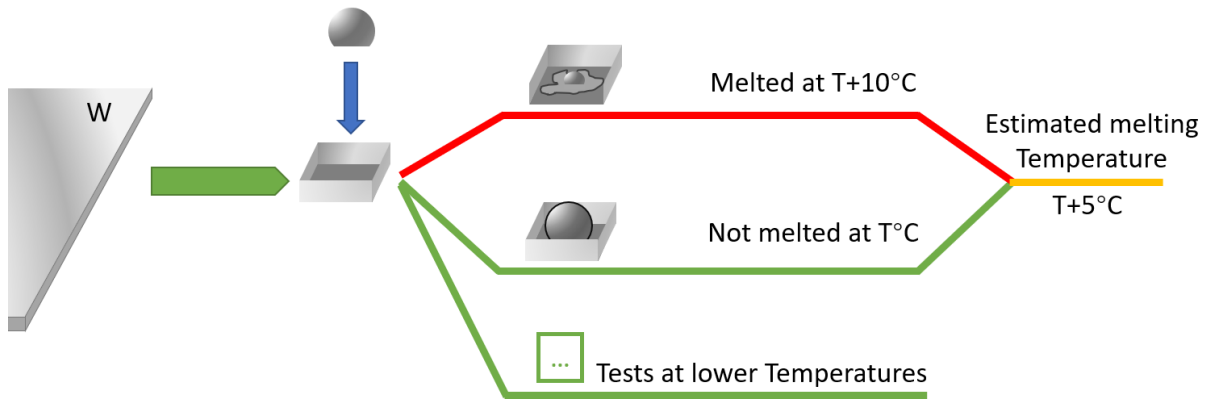 W
Melted at T+10°C
Estimated melting
Temperature
T+5°C
Not melted at T°C
...
Tests at lower Temperatures